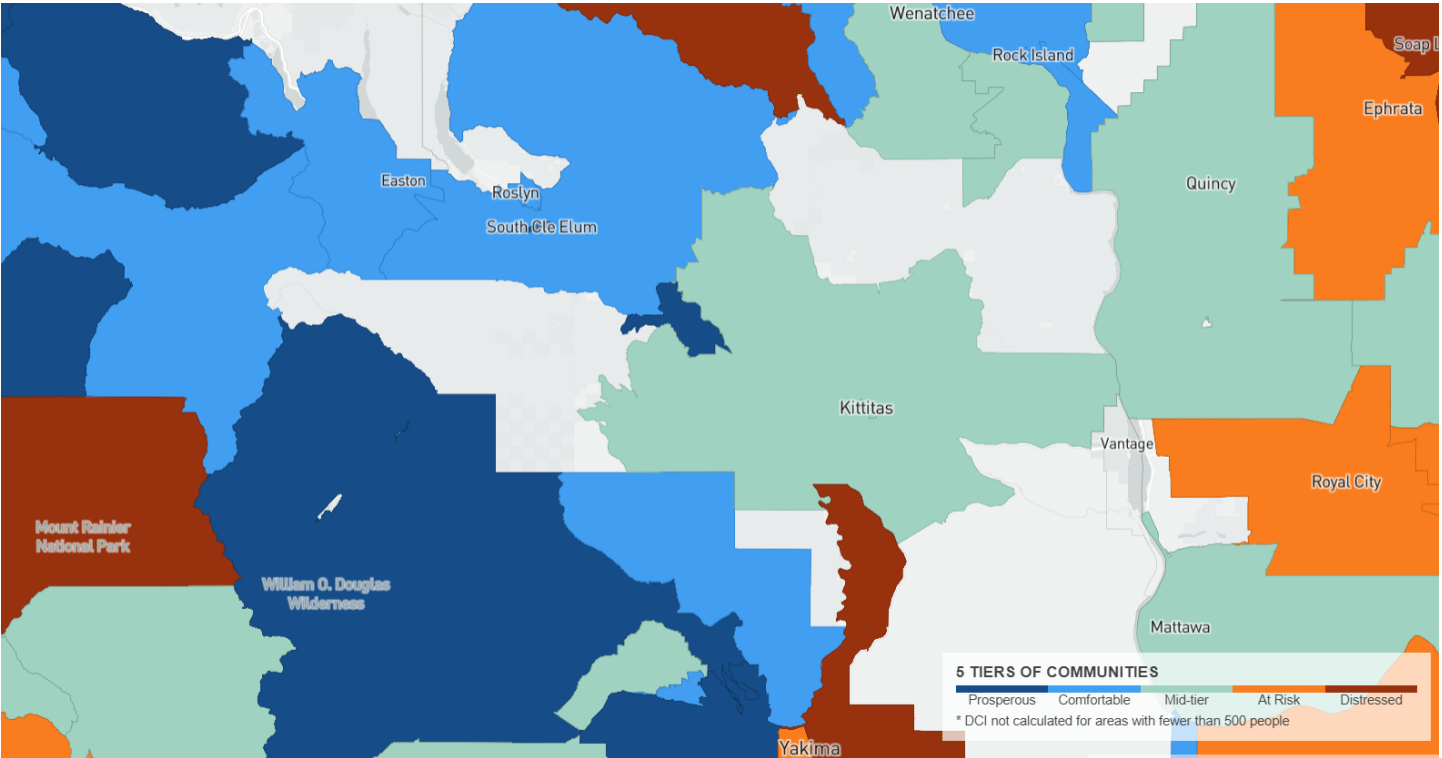 Wenatchee
Rock Island
Soap L
Ephrata
Easton
Roslyn
Quincy
South Cle Elum
Kittitas
Vantage
Royal City
Mount Rainier
National Park
William O. Douglas
Wilderness
Mattawa
5 TIERS OF COMMUNITIES
Prosperous Comfortable Mid-tier At Risk Distressed
* DCI not calculated for areas with fewer than 500 people
Yakima